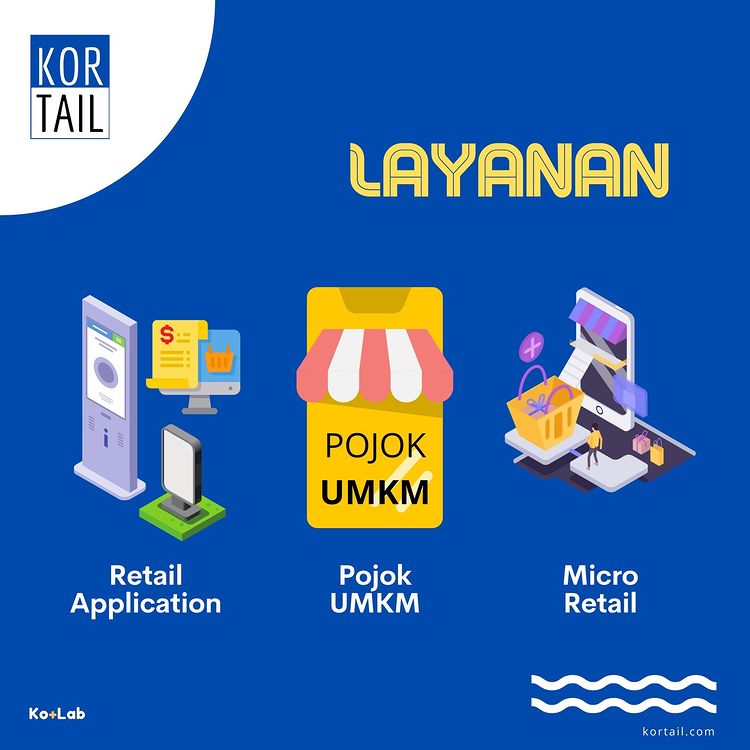 KOR
TAIL
LAYANAN
$
i
POJOK
UMKM
Retail
Application
Pojok
UMKM
Micro
Retail
Ko+Lab
kortail.com